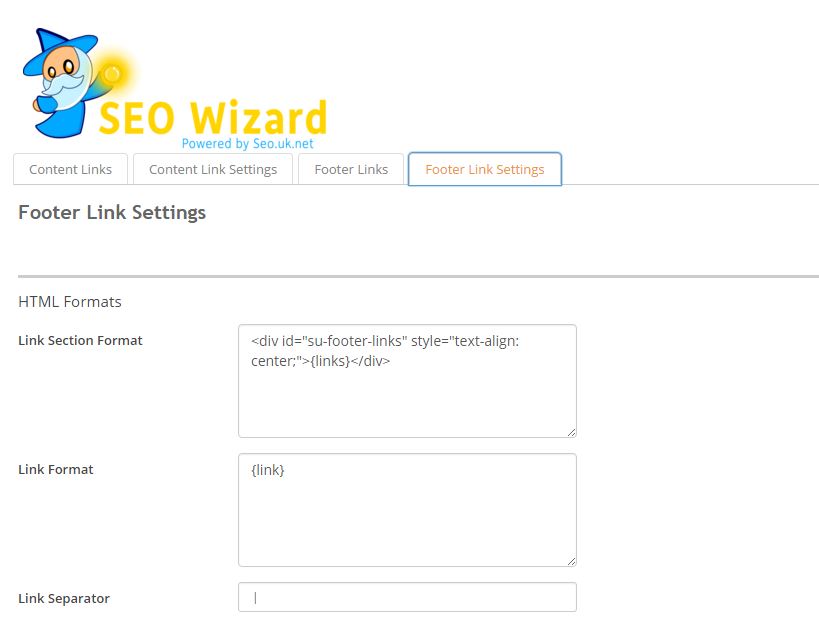 SEO Wizard
Powered by Seo.uk.net
Content Links
Content Link Settings
Footer Links
Footer Link Settings
Footer Link Settings
HTML Formats
Link Section Format
<div id="su-footer-links" style="text-align:
center;">{links}</div>
Link Format
{link}
Link Separator
|